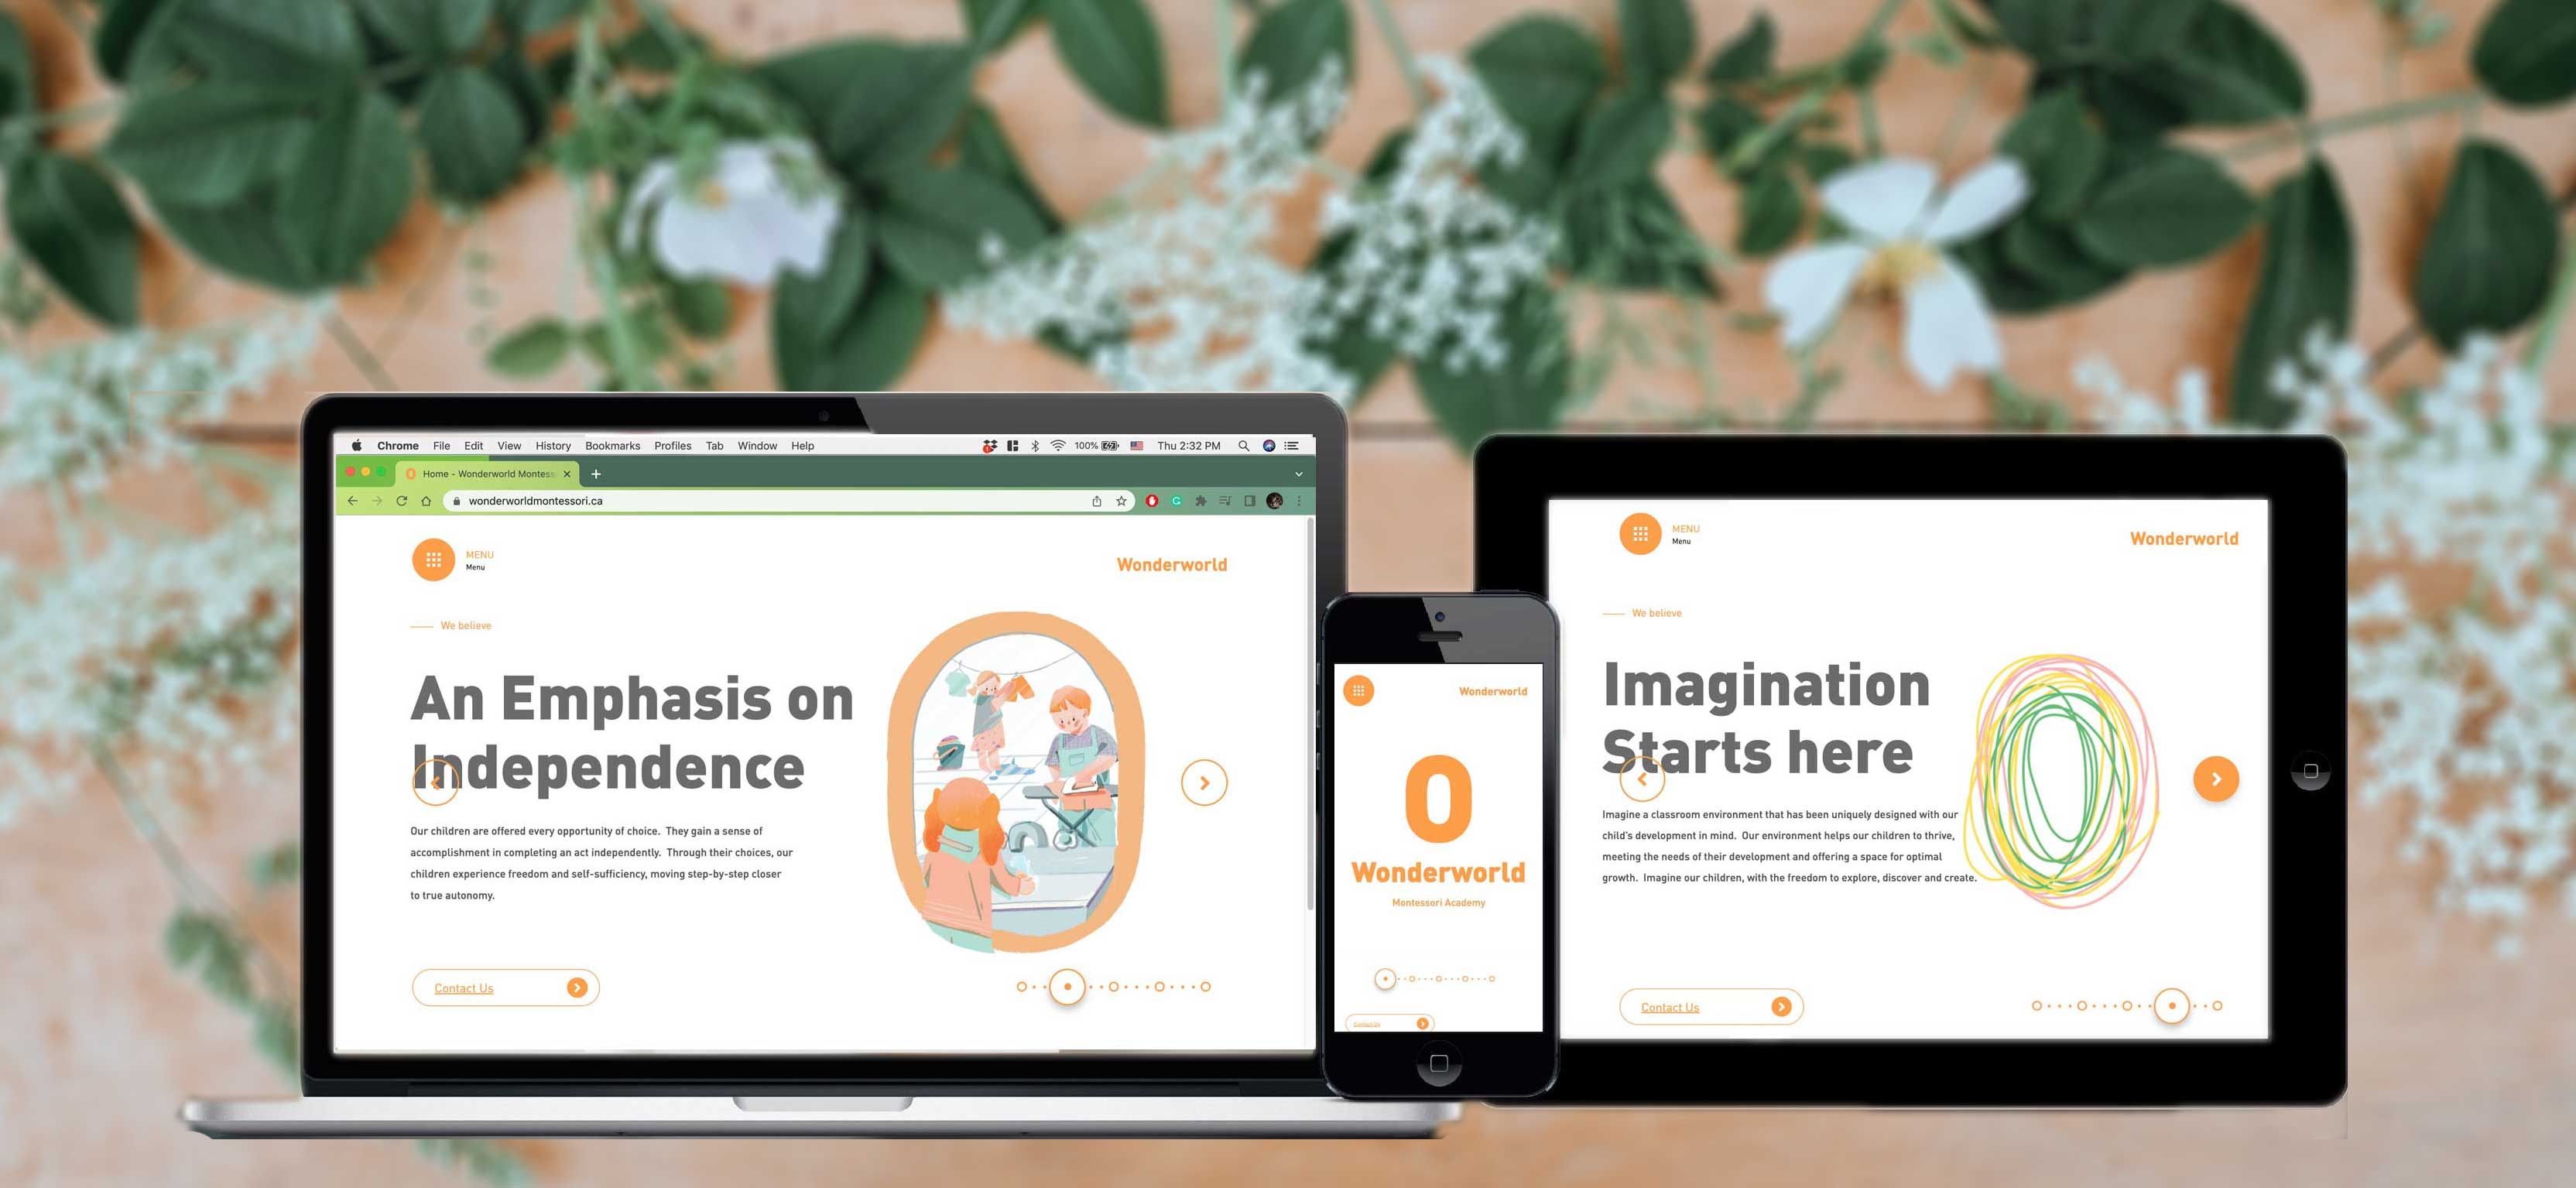 Chrome File Edit View History Bookmarks Profiles Tab Window Help 100% Thu 2:32 PM
Home - Wonderworld Montess
wonderworldmontessori.ca
MENU
Menu
Wonderworld
We believe
An Emphasis on
Independence
Our children are offered every opportunity of choice. They gain a sense of
accomplishment in completing an act independently. Through their choices, our
children experience freedom and self-sufficiency, moving step-by-step closer
to true autonomy.
Contact Us
Wonderworld
0
Wonderworld
Montessori Academy
Contact Us
MENU
Menu
Wonderworld
We believe
Imagination
Starts here
Imagine a classroom environment that has been uniquely designed with our
child's development in mind. Our environment helps our children to thrive,
meeting the needs of their development and offering a space for optimal
growth. Imagine our children, with the freedom to explore, discover and create.
Contact Us